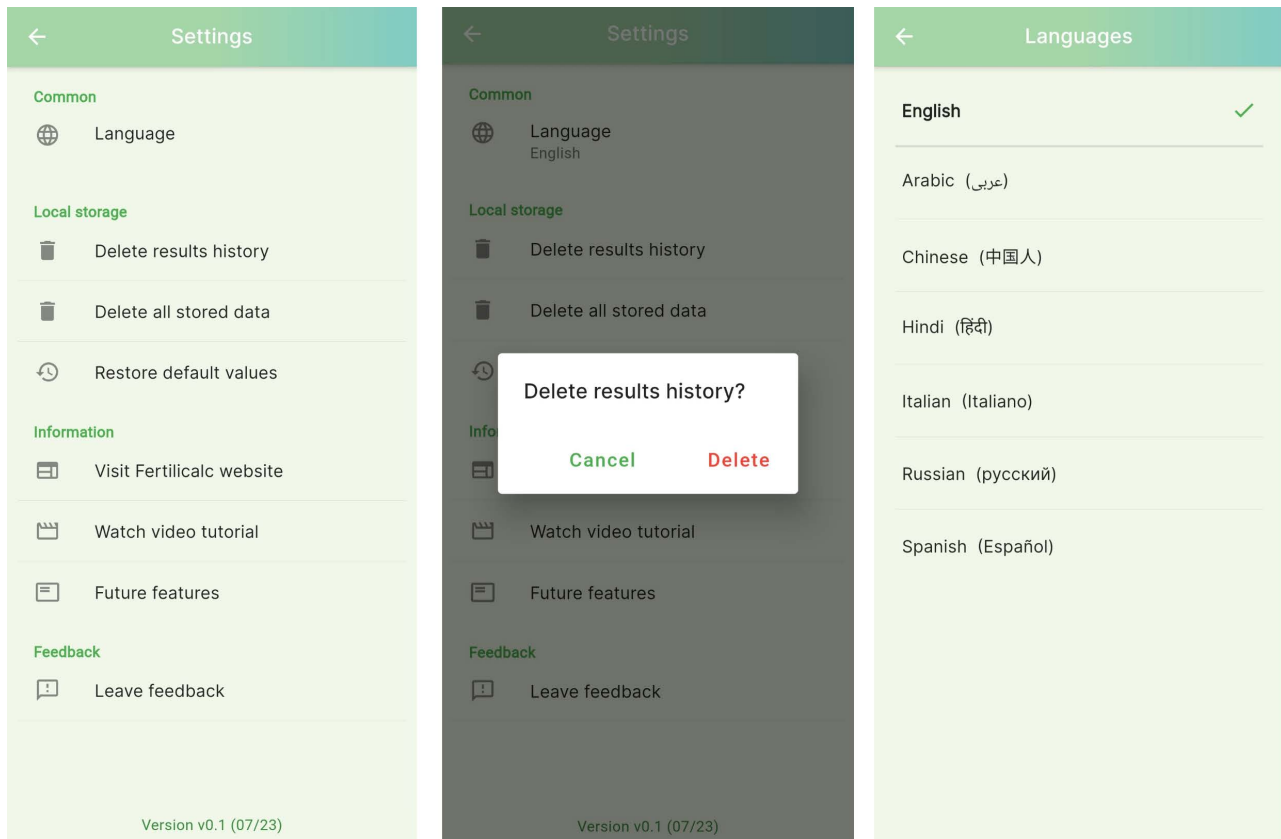 Settings
Common
Language
Local storage
Delete results history
Delete all stored data
Restore default values
Information
Visit Fertilicalc website
Watch video tutorial
Future features
Feedback
Leave feedback
Version v0.1 (07/23)
Settings
Common
Language
English
Local storage
Delete results history
Delete all stored data
Delete results history?
Cancel Delete
Info
Watch video tutorial
Future features
Feedback
Leave feedback
Version v0.1 (07/23)
Languages
English
Arabic (عربى)
Chinese (中国人)
Hindi (हिंदी)
Italian (Italiano)
Russian (русский)
Spanish (Español)